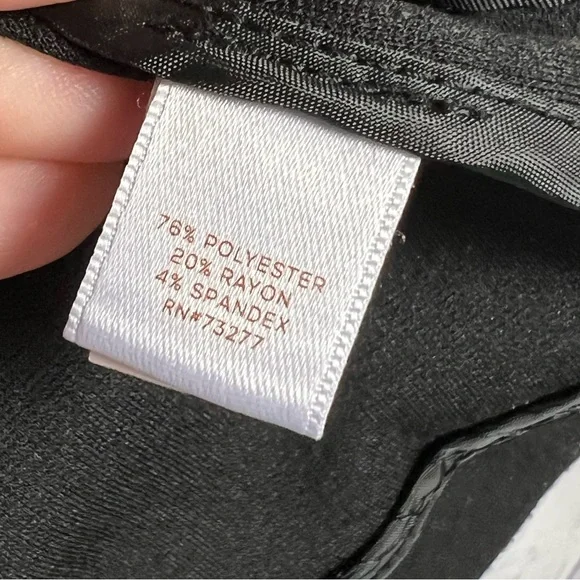 76% POLYESTER
20% RAYON
4% SPANDEX
RN#73277